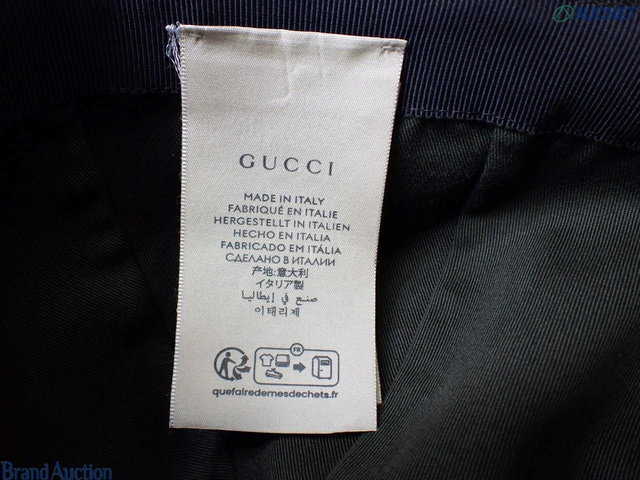 AUCNET
GUCCI
MADE IN ITALY
FABRIQUÉ EN ITALIE
HERGESTELLT IN ITALIEN
HECHO EN ITALIA
FABRICADO EM ITÁLIA
СДЕЛАНО В ИТАЛИИ
产地:意大利
イタリア製
صنع في إيطاليا
이태리제
FR
quefairedemesdechets.fr
Brand Auction